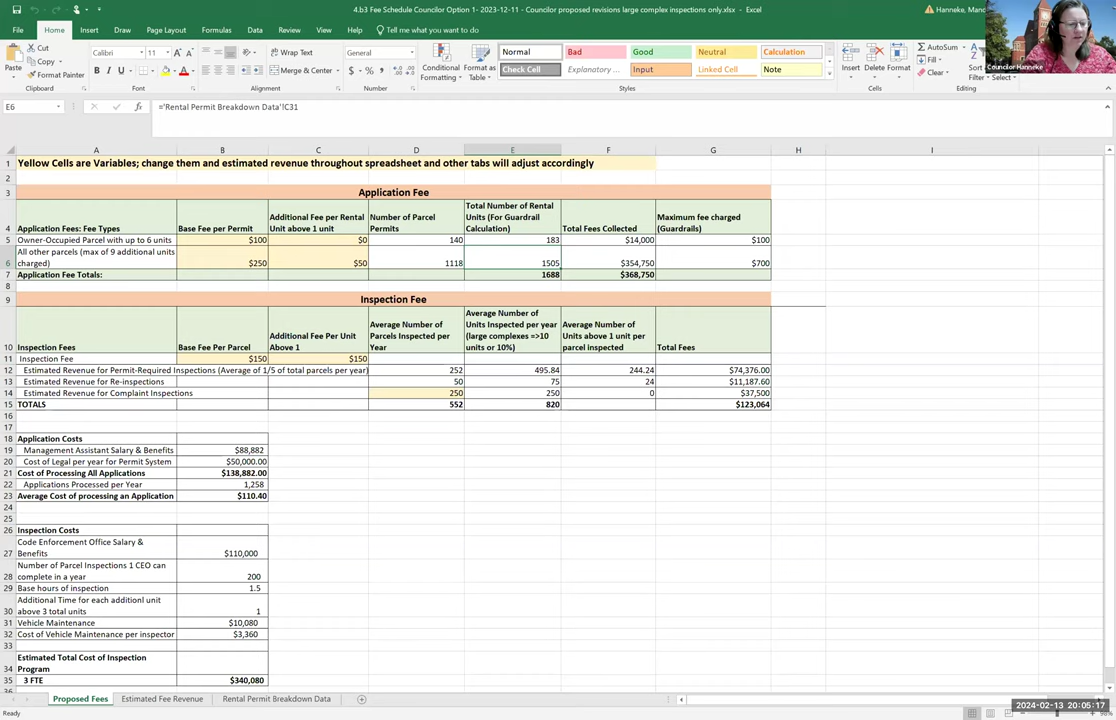 4.b3 Fee Schedule Councilor Option 1- 2023-12-11 - Councilor proposed revisions large complex inspections only.xlsx - Excel
Hanneke, Man
File Home Insert Draw Page Layout Formulas Data Review View Help Tell me what you want to do
Cut
Copy
Format Painter
Paste
Calibri 11
Wrap Text
Merge & Center
General
Conditional Formatting
Format as Table
Normal Bad Good Neutral Calculation
Check Cell Explanatory ... Input Linked Cell Note
Insert Delete Format
AutoSum
Fill
Clear
Filter Select
Clipboard Font Alignment Number Styles Cells Editing
Councilor Hanneke
E6 ='Rental Permit Breakdown Data'!C31
A B C D E F G H I
1 Yellow Cells are Variables; change them and estimated revenue throughout spreadsheet and other tabs will adjust accordingly
2
3 Application Fee
4 Application Fees: Fee Types Base Fee per Permit Additional Fee per Rental Unit above 1 unit Number of Parcel Permits Total Number of Rental Units (For Guardrail Calculation) Total Fees Collected Maximum fee charged (Guardrails)
5 Owner-Occupied Parcel with up to 6 units $100 $0 140 183 $14,000 $100
6 All other parcels (max of 9 additional units charged) $250 $50 1118 1505 $354,750 $700
7 Application Fee Totals: 1688 $368,750
8
9 Inspection Fee
10 Inspection Fees Base Fee Per Parcel Additional Fee Per Unit Above 1 Average Number of Parcels Inspected per Year Average Number of Units Inspected per year (large complexes =>10 units or 10%) Average Number of Units above 1 unit per parcel inspected Total Fees
11 Inspection Fee $150 $150
12 Estimated Revenue for Permit-Required Inspections (Average of 1/5 of total parcels per year) 252 495.84 244.24 $74,376.00
13 Estimated Revenue for Re-inspections 50 75 24 $11,187.60
14 Estimated Revenue for Complaint Inspections 250 250 0 $37,500
15 TOTALS 552 820 $123,064
16
17
18 Application Costs
19 Management Assistant Salary & Benefits $88,882
20 Cost of Legal per year for Permit System $50,000.00
21 Cost of Processing All Applications $138,882.00
22 Applications Processed per Year 1,258
23 Average Cost of processing an Application $110.40
24
25
26 Inspection Costs
27 Code Enforcement Office Salary & Benefits $110,000
28 Number of Parcel Inspections 1 CEO can complete in a year 200
29 Base hours of inspection 1.5
30 Additional Time for each additionl unit above 3 total units 1
31 Vehicle Maintenance $10,080
32 Cost of Vehicle Maintenance per inspector $3,360
33
34 Estimated Total Cost of Inspection Program
35 3 FTE $340,080
Proposed Fees Estimated Fee Revenue Rental Permit Breakdown Data
Ready
2024-02-13 20:05:17